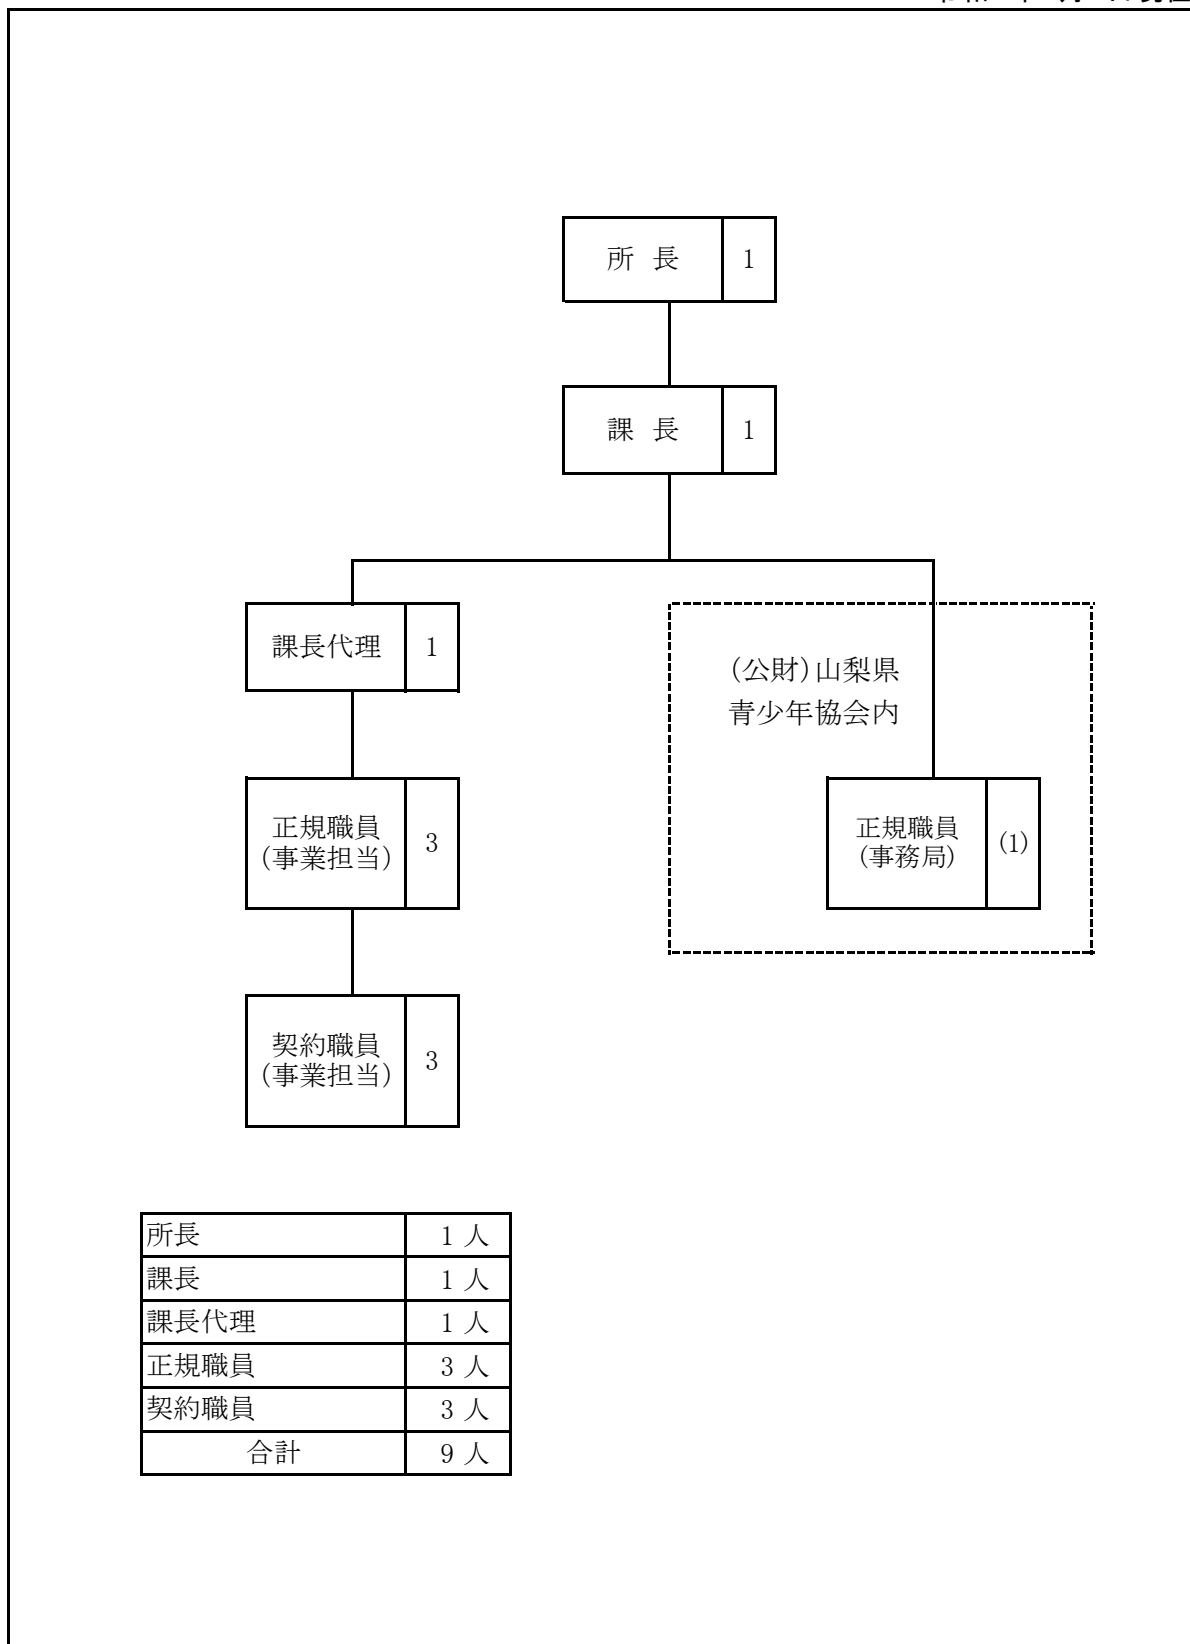 所 長 1
課 長 1
課長代理 1
(公財)山梨県
青少年協会内
正規職員
(事業担当) 3
正規職員
(事務局) (1)
契約職員
(事業担当) 3
所長 1 人
課長 1 人
課長代理 1 人
正規職員 3 人
契約職員 3 人
合計 9 人